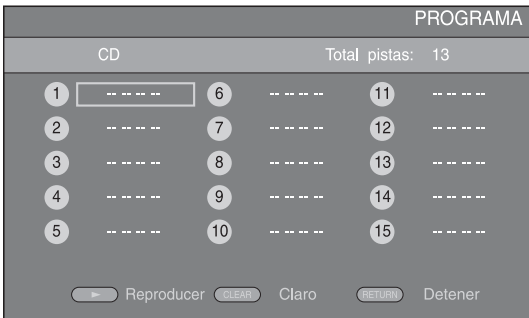 PROGRAMA
CD Total pistas: 13
1 -- -- -- -- 6 -- -- -- -- 11 -- -- -- --
2 -- -- -- -- 7 -- -- -- -- 12 -- -- -- --
3 -- -- -- -- 8 -- -- -- -- 13 -- -- -- --
4 -- -- -- -- 9 -- -- -- -- 14 -- -- -- --
5 -- -- -- -- 10 -- -- -- -- 15 -- -- -- --
Reproducer CLEAR Claro RETURN Detener